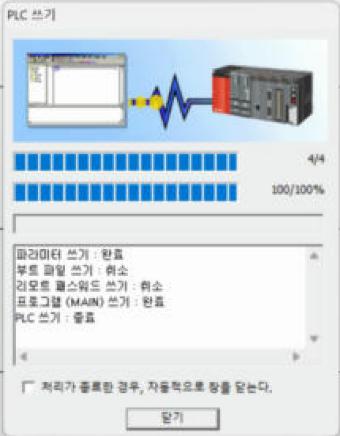 PLC 쓰기
4/4
100/100%
파라미터 쓰기 : 완료
부트 파일 쓰기 : 취소
리모트 패스워드 쓰기 : 취소
프로그램 (MAIN) 쓰기 : 완료
PLC 쓰기 : 종료
처리가 종료한 경우, 자동적으로 창을 닫는다.
닫기